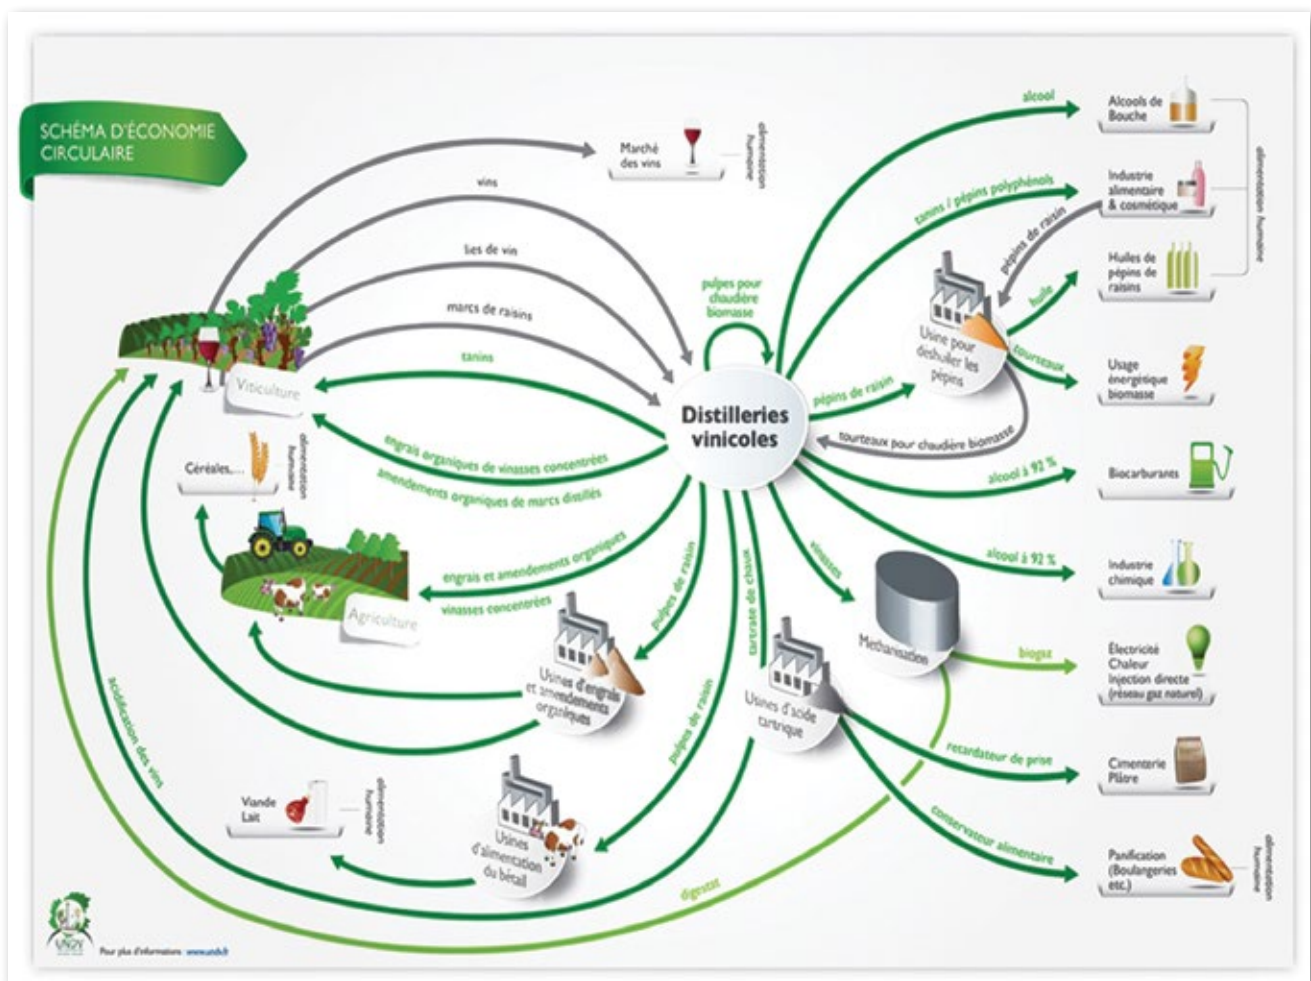 SCHÉMA D'ÉCONOMIE
CIRCULAIRE
Marché
des vins
alimentation
humaine
vins
lies de vin
marcs de raisins
tanins
Viticulture
engrais organiques de vinasses concentrées
amendements organiques de marcs distillés
Céréales,...
alimentation
humaine
engrais et amendements organiques
vinasses concentrées
Agriculture
pulpes pour
chaudière
biomasse
Distilleries
vinicoles
alcool
Alcools de
Bouche
tanins / pépins polyphénols
Industrie
alimentaire
& cosmétique
alimentation humaine
pépins de raisin
Huiles de
pépins de
raisins
huile
Usine pour
déshuiler les
pépins
tourteaux
Usage
énergétique
biomasse
pépins de raisin
tourteaux pour chaudière biomasse
alcool à 92 %
Biocarburants
alcool à 92 %
Industrie
chimique
vinasses
Méthanisation
biogaz
Électricité
Chaleur
Injection directe
(réseau gaz naturel)
pulpes de raisin
Usines d'engrais
et amendements
organiques
tartrate de chaux
Usines d'acide
tartrique
retardateur de prise
Cimenterie
Plâtre
conservateur alimentaire
Panification
(Boulangeries
etc.)
alimentation
humaine
pulpes de raisin
Usines
d'alimentation
du bétail
Viande
Lait
alimentation
humaine
acidification des vins
digestat
Pour plus d'informations : www.undv.fr